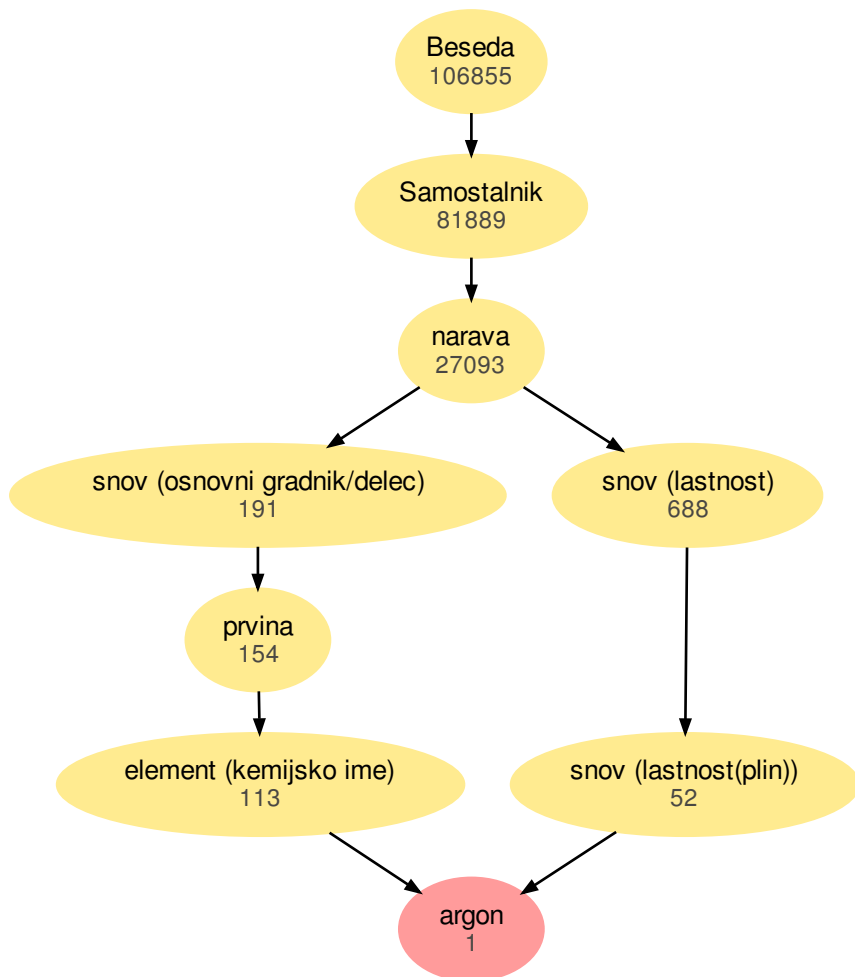 Beseda
106855
Samostalnik
81889
narava
27093
snov (osnovni gradnik/delec)
191
snov (lastnost)
688
prvina
154
element (kemijsko ime)
113
snov (lastnost(plin))
52
argon
1